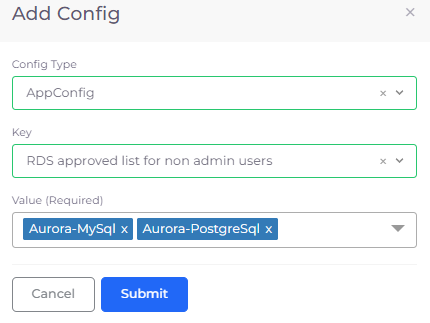 Add Config ×
Config Type
AppConfig ×
Key
RDS approved list for non admin users ×
Value (Required)
Aurora-MySql x Aurora-PostgreSql x
Cancel Submit